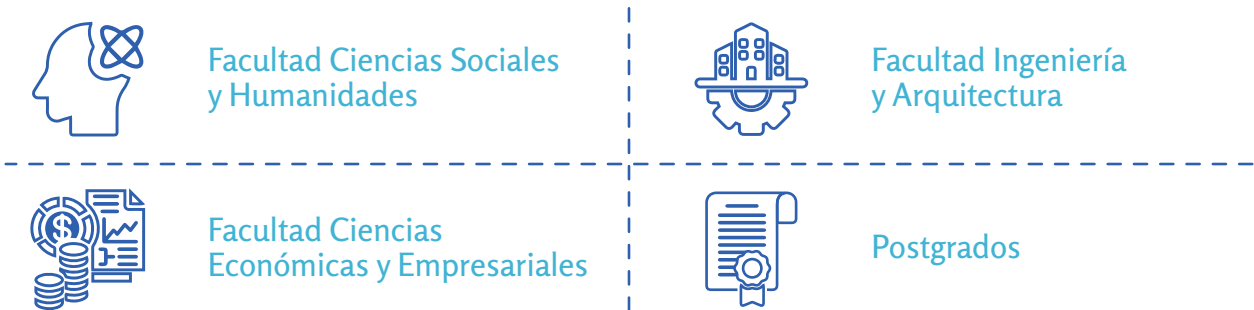 Facultad Ciencias Sociales
y Humanidades
Facultad Ingeniería
y Arquitectura
$
Facultad Ciencias
Económicas y Empresariales
Postgrados